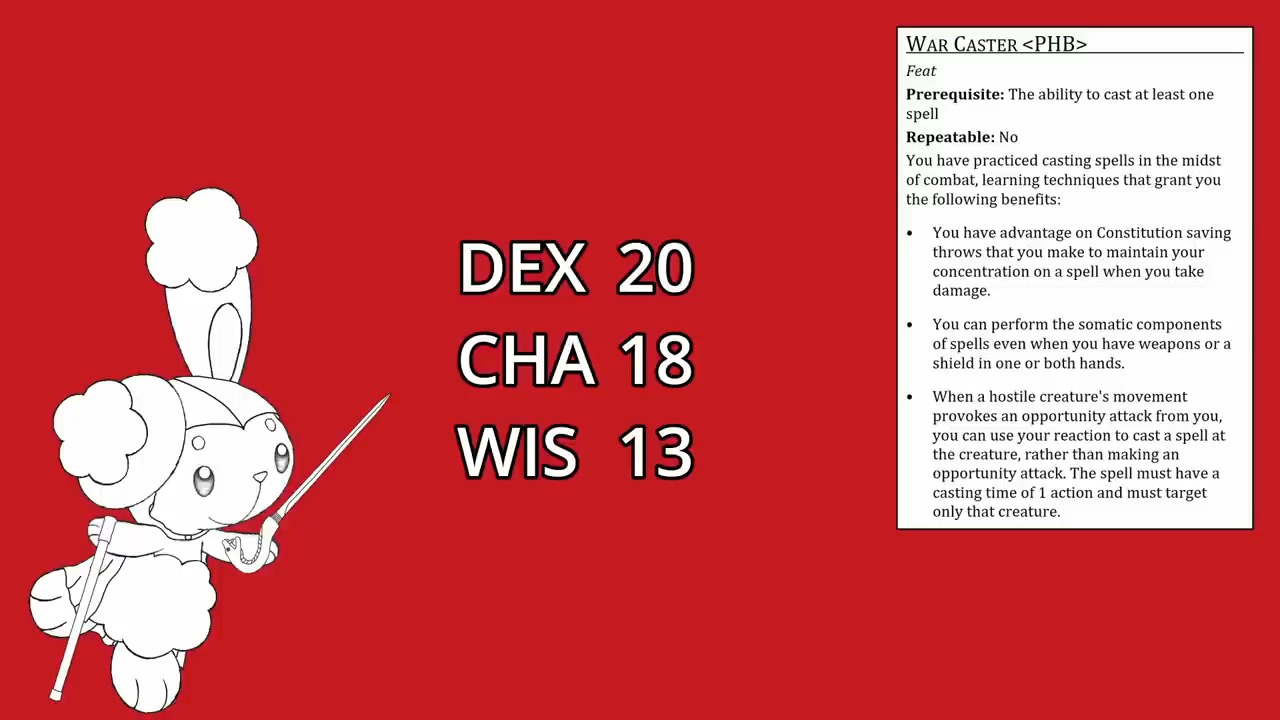 DEX 20
CHA 18
WIS 13
WAR CASTER <PHB>
Feat
Prerequisite: The ability to cast at least one
spell
Repeatable: No
You have practiced casting spells in the midst
of combat, learning techniques that grant you
the following benefits:
• You have advantage on Constitution saving
throws that you make to maintain your
concentration on a spell when you take
damage.
• You can perform the somatic components
of spells even when you have weapons or a
shield in one or both hands.
• When a hostile creature's movement
provokes an opportunity attack from you,
you can use your reaction to cast a spell at
the creature, rather than making an
opportunity attack. The spell must have a
casting time of 1 action and must target
only that creature.